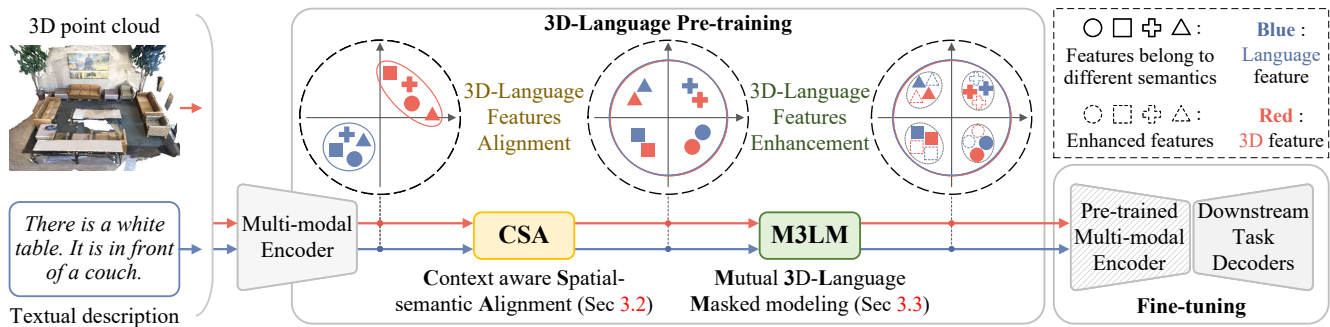 3D point cloud
There is a white
table. It is in front
of a couch.
Textual description
3D-Language Pre-training
3D-Language
Features
Alignment
3D-Language
Features
Enhancement
Multi-modal
Encoder
CSA
Context aware Spatial-
semantic Alignment (Sec 3.2)
M3LM
Mutual 3D-Language
Masked modeling (Sec 3.3)
:
Features belong to
different semantics
:
Enhanced features
Blue :
Language
feature
Red :
3D feature
Pre-trained
Multi-modal
Encoder
Downstream
Task
Decoders
Fine-tuning